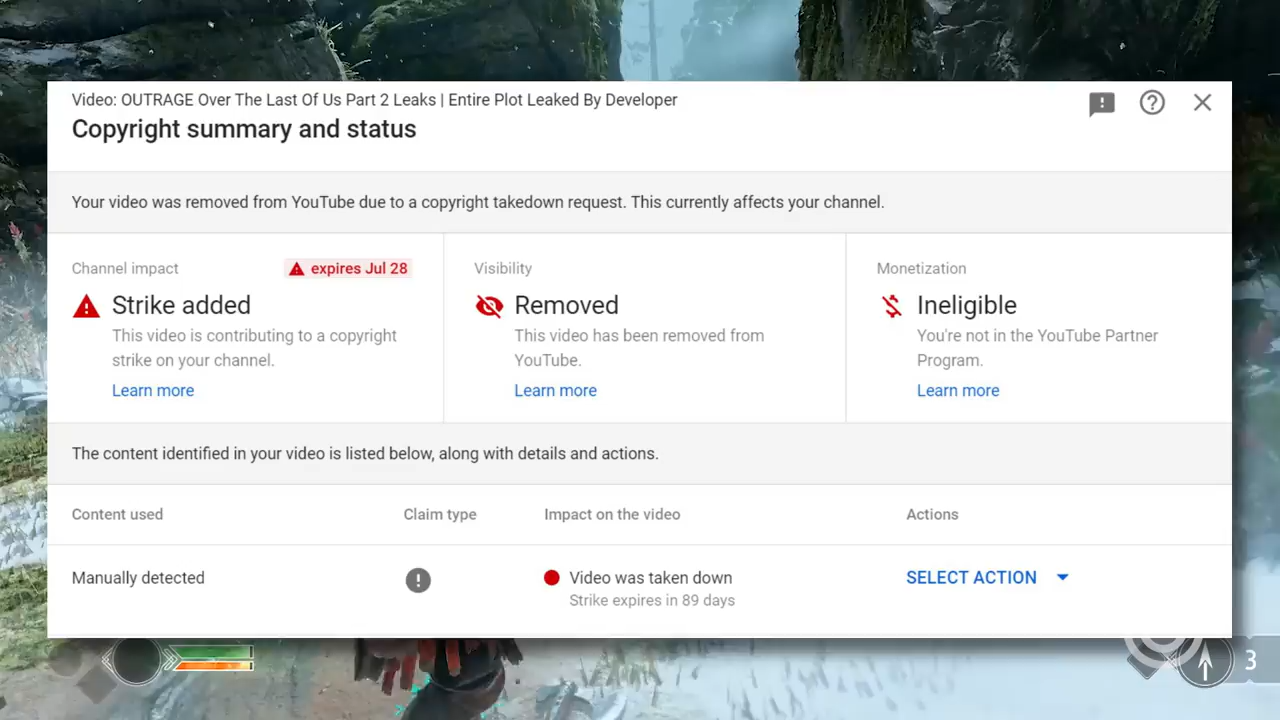 Video: OUTRAGE Over The Last Of Us Part 2 Leaks | Entire Plot Leaked By Developer
Copyright summary and status
Your video was removed from YouTube due to a copyright takedown request. This currently affects your channel.
Channel impact
expires Jul 28
Strike added
This video is contributing to a copyright
strike on your channel.
Learn more
Visibility
Removed
This video has been removed from
YouTube.
Learn more
Monetization
Ineligible
You're not in the YouTube Partner
Program.
Learn more
The content identified in your video is listed below, along with details and actions.
Content used
Claim type
Impact on the video
Actions
Manually detected
Video was taken down
SELECT ACTION
Strike expires in 89 days
3